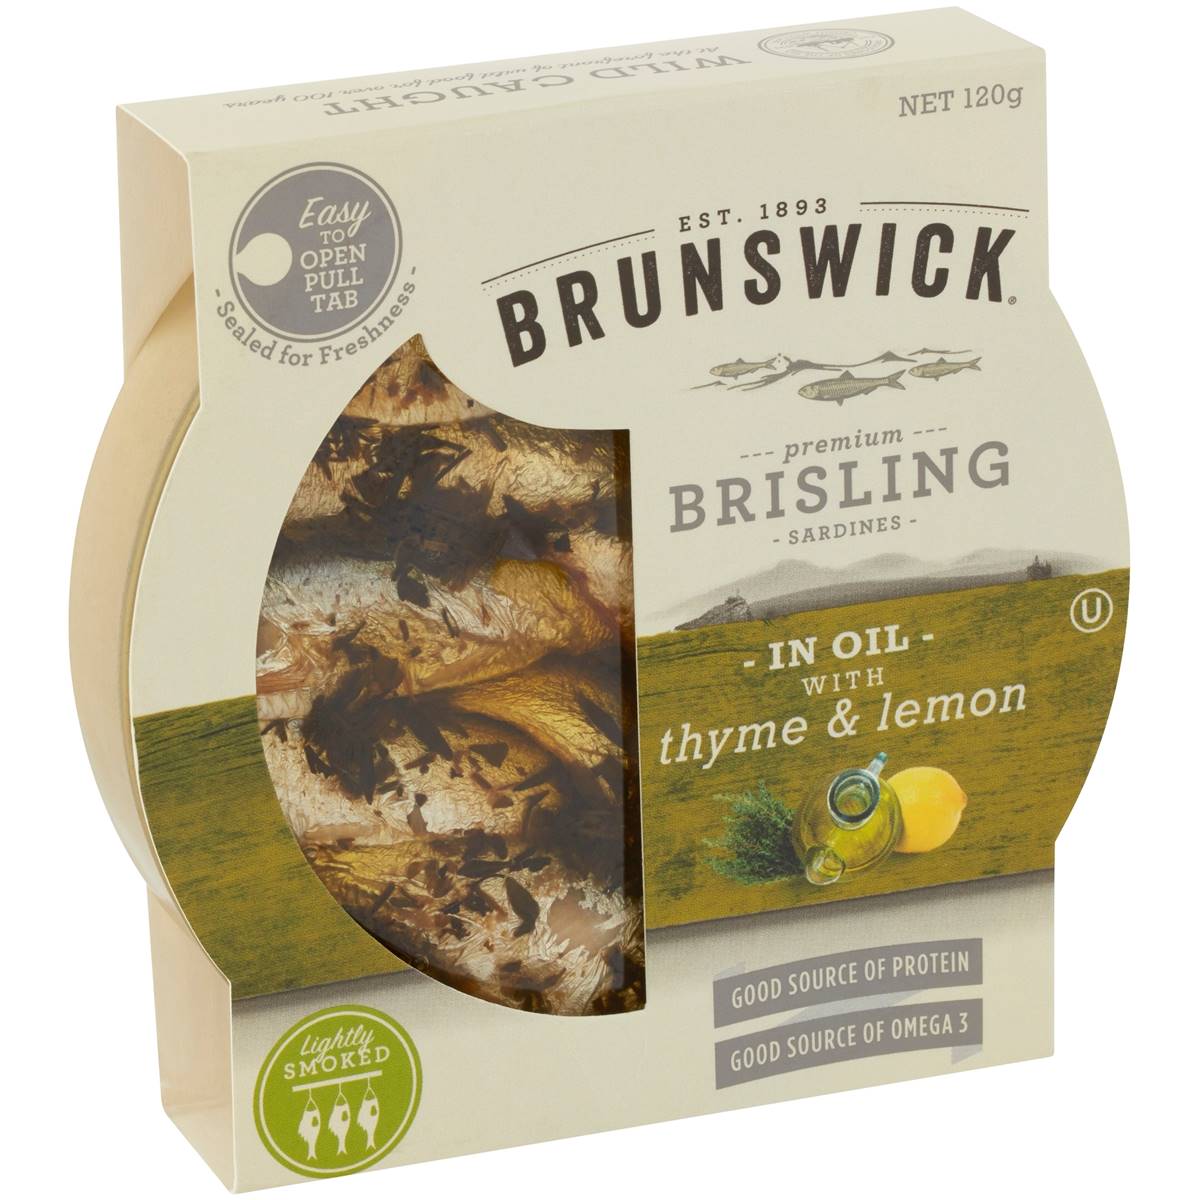 At the forefront of wild food for over 100 years
WILD CAUGHT
NET 120g
Easy
TO
OPEN
PULL
TAB
- Sealed for Freshness -
EST. 1893
BRUNSWICK®
--- premium ---
BRISLING
- SARDINES -
U
- IN OIL -
WITH
thyme & lemon
GOOD SOURCE OF PROTEIN
GOOD SOURCE OF OMEGA 3
Lightly
SMOKED